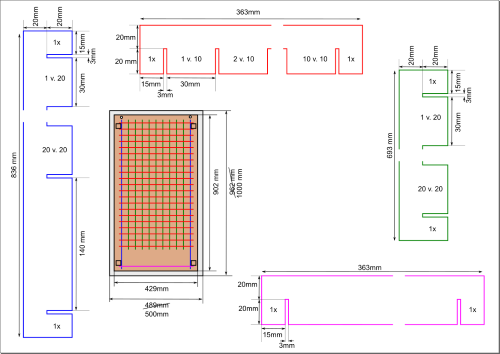 363mm
20mm
20 mm
1x
1 v. 10
2 v. 10
10 v. 10
1x
15mm
30mm
3mm
20mm
20mm
1x
15mm
3mm
1 v. 20
30mm
836 mm
20 v. 20
140 mm
1x
902 mm
962 mm
1000 mm
429mm
489mm
500mm
20mm
20mm
1x
15mm
3mm
1 v. 20
30mm
693 mm
20 v. 20
1x
363mm
20mm
20mm
1x
1x
15mm
3mm